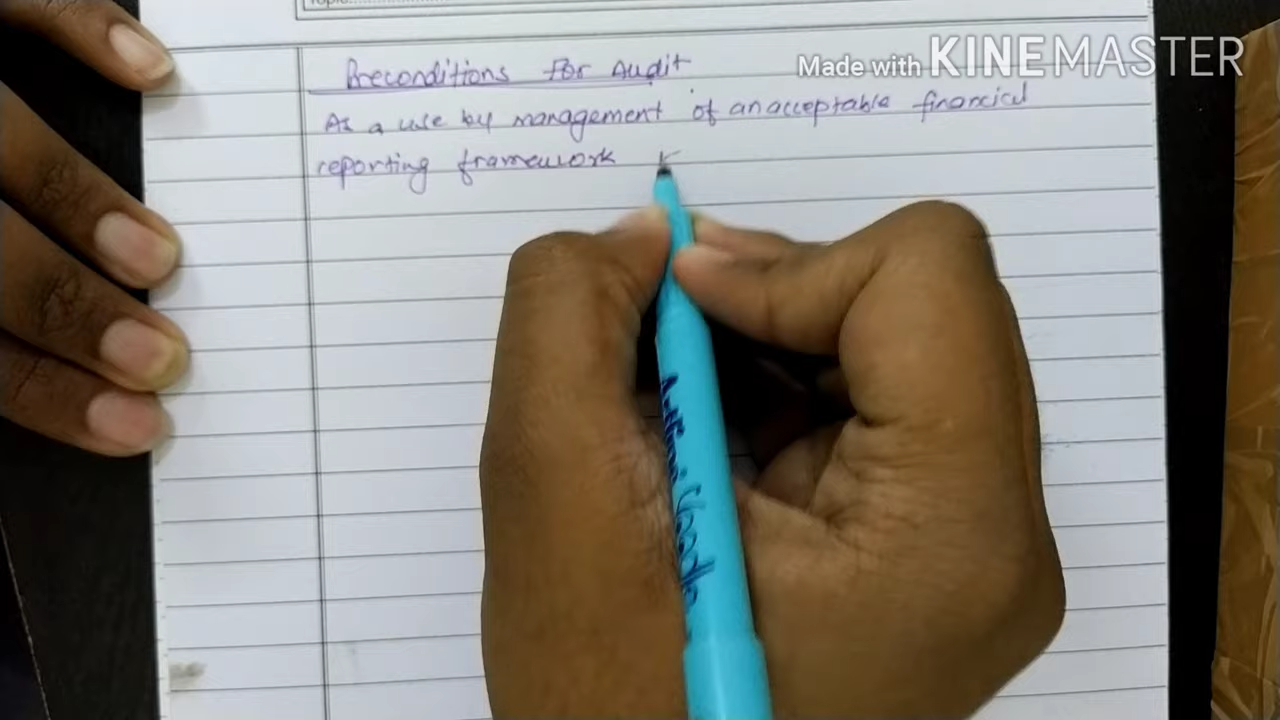 Preconditions For Audit
Made with KINEMASTER
As a use by management of an acceptable financial
reporting framework